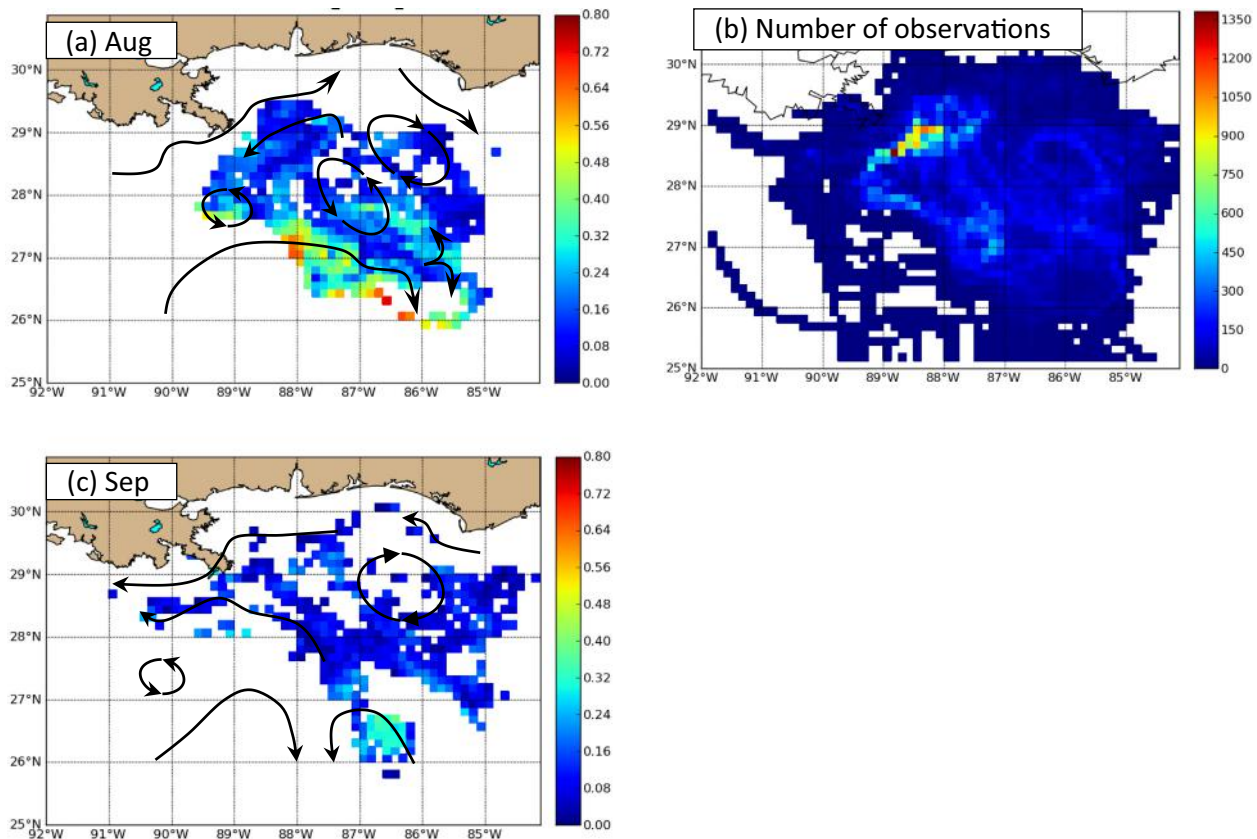 (a) Aug
0.80
0.72
0.64
0.56
0.48
0.40
0.32
0.24
0.16
0.08
0.00
30°N
29°N
28°N
27°N
26°N
25°N
92°W 91°W 90°W 89°W 88°W 87°W 86°W 85°W
(b) Number of observations
1350
1200
1050
900
750
600
450
300
150
0
30°N
29°N
28°N
27°N
26°N
25°N
92°W 91°W 90°W 89°W 88°W 87°W 86°W 85°W
(c) Sep
0.80
0.72
0.64
0.56
0.48
0.40
0.32
0.24
0.16
0.08
0.00
30°N
29°N
28°N
27°N
26°N
25°N
92°W 91°W 90°W 89°W 88°W 87°W 86°W 85°W